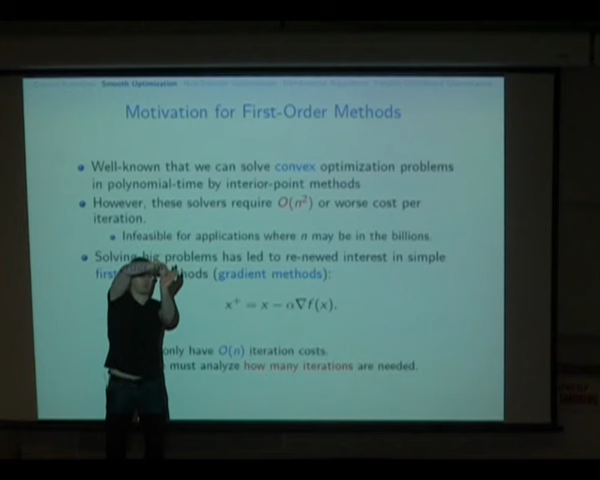 Smooth Optimization
Motivation for First-Order Methods
Well-known that we can solve convex optimization problems
in polynomial-time by interior-point methods
However, these solvers require O(n²) or worse cost per
iteration.
Infeasible for applications where n may be in the billions.
Solving big problems has led to re-newed interest in simple
first hods (gradient methods):
x⁺ = x − α∇f(x).
only have O(n) iteration costs.
must analyze how many iterations are needed.